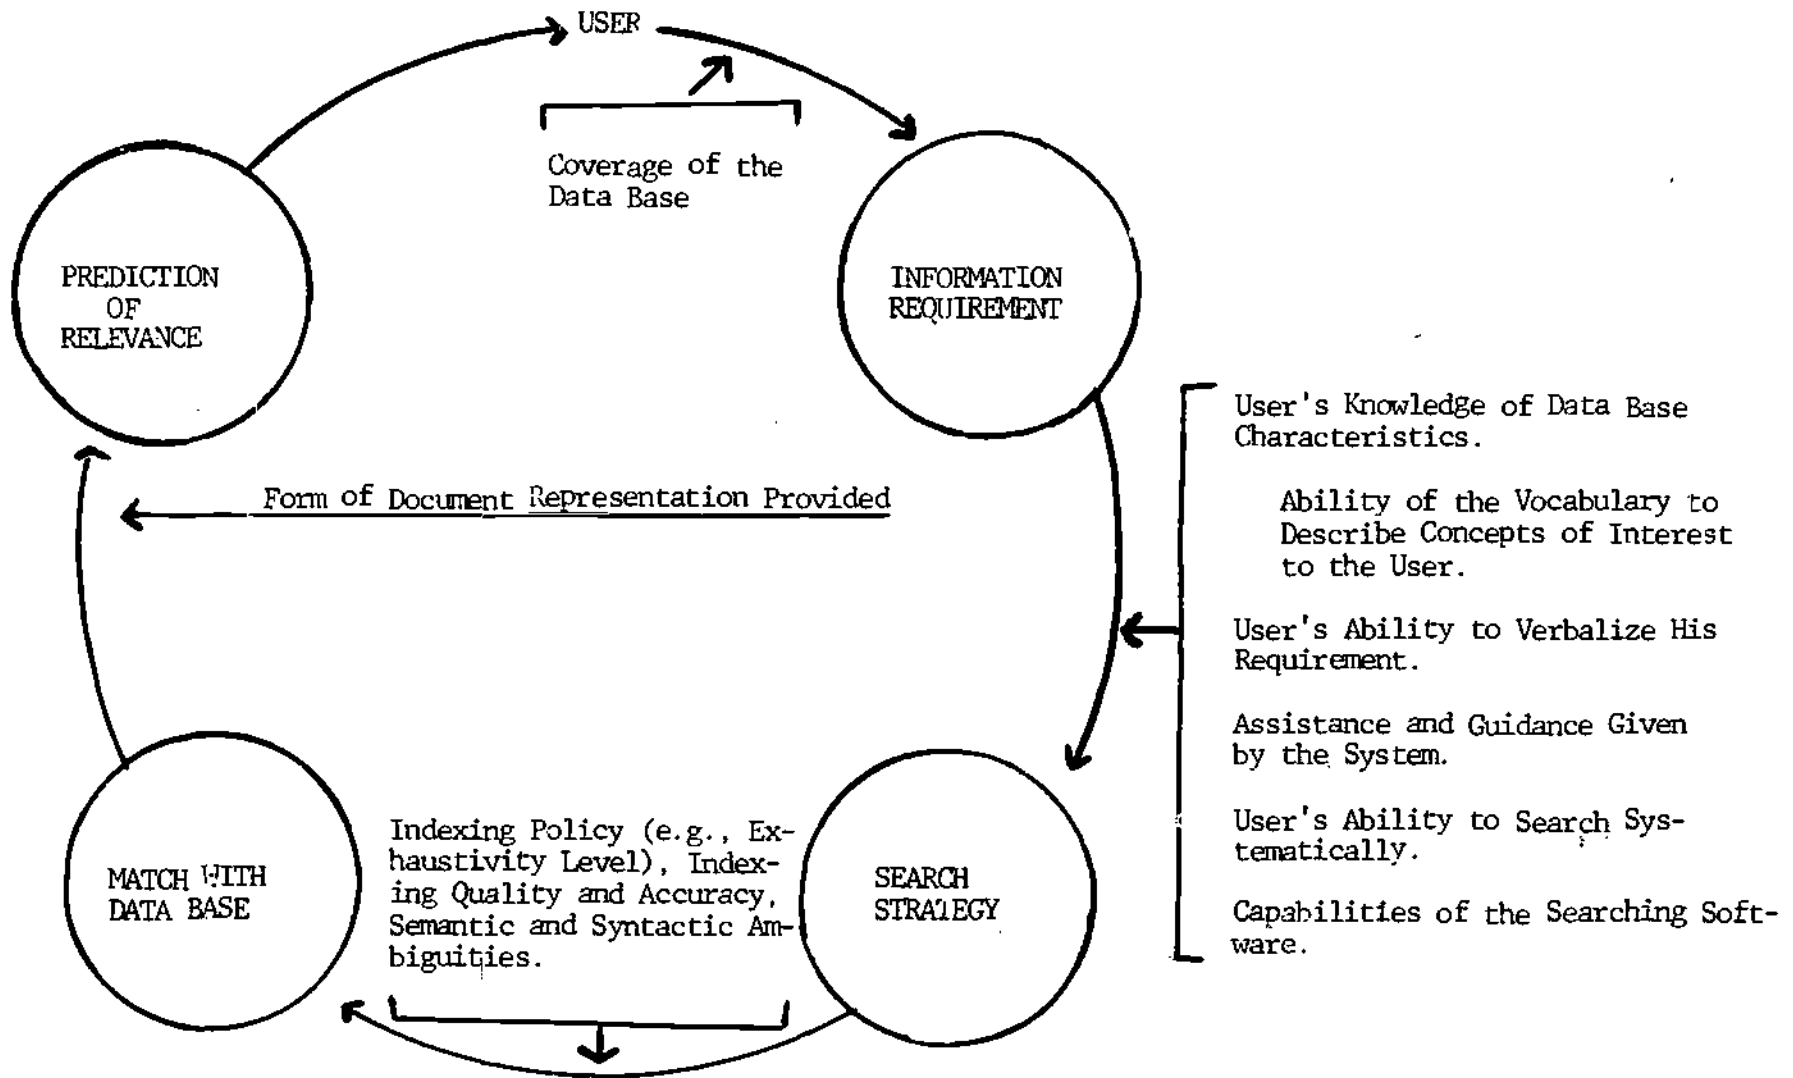 USER
Coverage of the
Data Base
PREDICTION
OF
RELEVANCE
INFORMATION
REQUIREMENT
User's Knowledge of Data Base
Characteristics.
Ability of the Vocabulary to
Describe Concepts of Interest
to the User.
User's Ability to Verbalize His
Requirement.
Assistance and Guidance Given
by the System.
User's Ability to Search Sys-
tematically.
Capabilities of the Searching Soft-
ware.
Form of Document Representation Provided
MATCH WITH
DATA BASE
Indexing Policy (e.g., Ex-
haustivity Level), Index-
ing Quality and Accuracy,
Semantic and Syntactic Am-
biguities.
SEARCH
STRATEGY